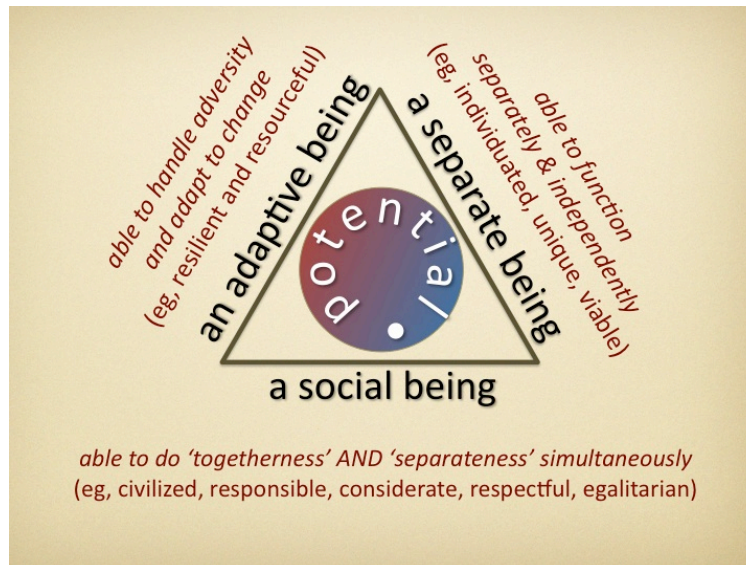 able to handle adversity
and adapt to change
(eg, resilient and resourceful)
an adaptive being
able to function
separately & independently
(eg, individuated, unique, viable)
a separate being
potential
a social being
able to do ‘togetherness’ AND ‘separateness’ simultaneously
(eg, civilized, responsible, considerate, respectful, egalitarian)